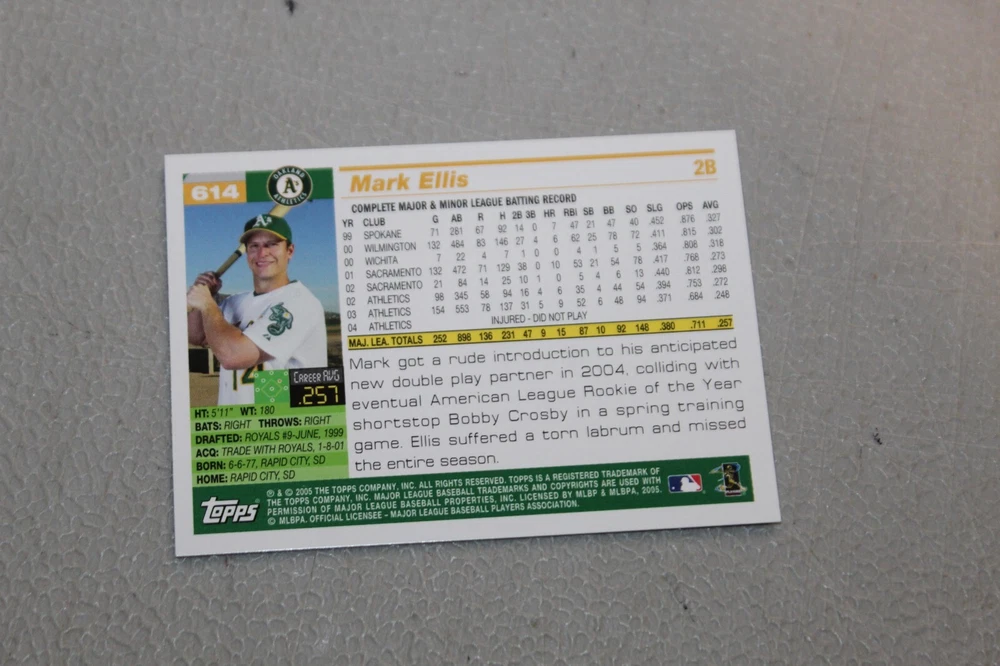 614
OAKLAND
A's
ATHLETICS
Mark Ellis
2B
COMPLETE MAJOR & MINOR LEAGUE BATTING RECORD
YR CLUB G AB R H 2B 3B HR RBI SB BB SO SLG OPS AVG
99 SPOKANE 71 281 67 92 14 0 7 47 21 47 40 .452 .876 .327
00 WILMINGTON 132 484 83 146 27 4 6 62 25 78 72 .411 .815 .302
00 WICHITA 7 22 4 7 1 0 0 4 1 5 5 .364 .808 .318
01 SACRAMENTO 132 472 71 129 38 0 10 53 21 54 78 .417 .768 .273
02 SACRAMENTO 21 84 14 25 10 1 0 5 4 6 13 .440 .812 .298
02 ATHLETICS 98 345 58 94 16 4 6 35 4 44 54 .394 .753 .272
03 ATHLETICS 154 553 78 137 31 5 9 52 6 48 94 .371 .684 .248
04 ATHLETICS INJURED - DID NOT PLAY
MAJ. LEA. TOTALS 252 898 136 231 47 9 15 87 10 92 148 .380 .711 .257
Mark got a rude introduction to his anticipated
new double play partner in 2004, colliding with
eventual American League Rookie of the Year
shortstop Bobby Crosby in a spring training
game. Ellis suffered a torn labrum and missed
the entire season.
A's
14
CAREER AVG
.257
HT: 5'11" WT: 180
BATS: RIGHT THROWS: RIGHT
DRAFTED: ROYALS #9-JUNE, 1999
ACQ: TRADE WITH ROYALS, 1-8-01
BORN: 6-6-77, RAPID CITY, SD
HOME: RAPID CITY, SD
topps
® & © 2005 THE TOPPS COMPANY, INC. ALL RIGHTS RESERVED. TOPPS IS A REGISTERED TRADEMARK OF
THE TOPPS COMPANY, INC. MAJOR LEAGUE BASEBALL TRADEMARKS AND COPYRIGHTS ARE USED WITH
PERMISSION OF MAJOR LEAGUE BASEBALL PROPERTIES, INC. LICENSED BY MLBP & MLBPA, 2005.
© MLBPA. OFFICIAL LICENSEE - MAJOR LEAGUE BASEBALL PLAYERS ASSOCIATION.